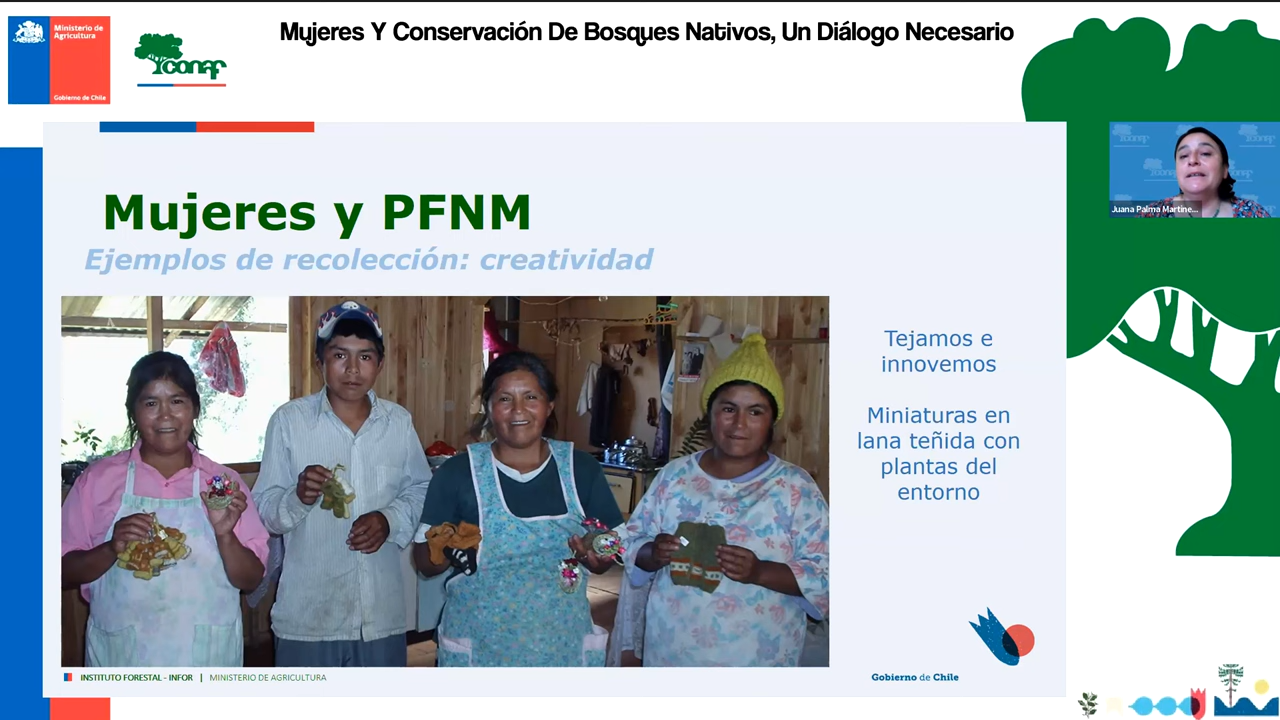 Mujeres Y Conservación De Bosques Nativos, Un Diálogo Necesario
Ministerio de
Agricultura
Gobierno de Chile
conaf
Juana Palma Martine...
Mujeres y PFNM
Ejemplos de recolección: creatividad
Tejamos e
innovemos
Miniaturas en
lana teñida con
plantas del
entorno
INSTITUTO FORESTAL - INFOR | MINISTERIO DE AGRICULTURA
Gobierno de Chile